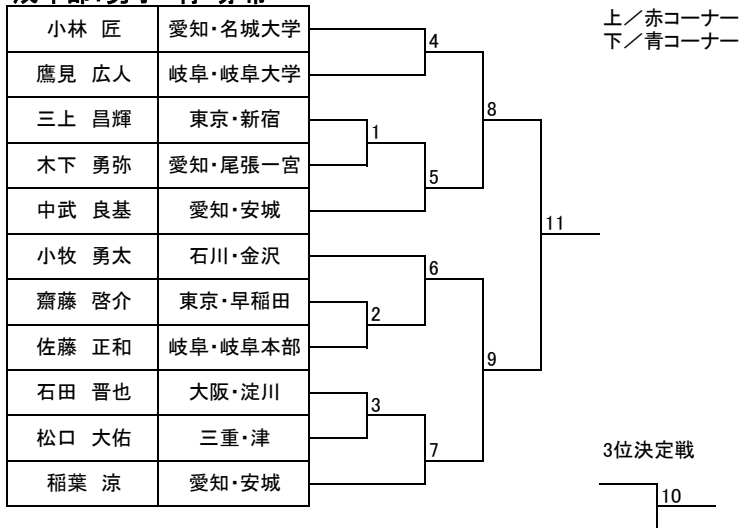 小林 匠 愛知・名城大学
鷹見 広人 岐阜・岐阜大学
三上 昌輝 東京・新宿
木下 勇弥 愛知・尾張一宮
中武 良基 愛知・安城
小牧 勇太 石川・金沢
齋藤 啓介 東京・早稲田
佐藤 正和 岐阜・岐阜本部
石田 晋也 大阪・淀川
松口 大佑 三重・津
稲葉 涼 愛知・安城
4
1
5
8
6
2
3
7
9
11
上／赤コーナー
下／青コーナー
3位決定戦
10